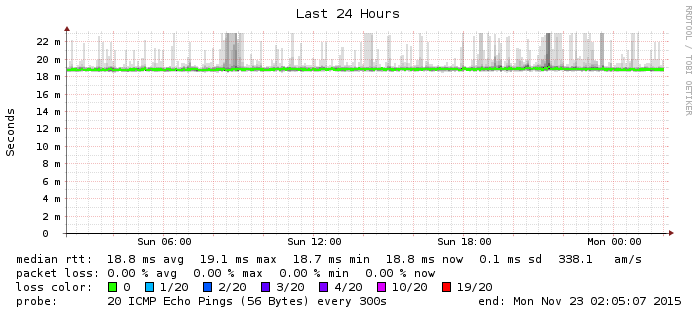 Last 24 Hours
RRDTOOL / TOBI OETIKER
Seconds
22 m
20 m
18 m
16 m
14 m
12 m
10 m
8 m
6 m
4 m
2 m
0
Sun 06:00 Sun 12:00 Sun 18:00 Mon 00:00
median rtt: 18.8 ms avg 19.1 ms max 18.7 ms min 18.8 ms now 0.1 ms sd 338.1 am/s
packet loss: 0.00 % avg 0.00 % max 0.00 % min 0.00 % now
loss color: 0 1/20 2/20 3/20 4/20 10/20 19/20
probe: 20 ICMP Echo Pings (56 Bytes) every 300s end: Mon Nov 23 02:05:07 2015